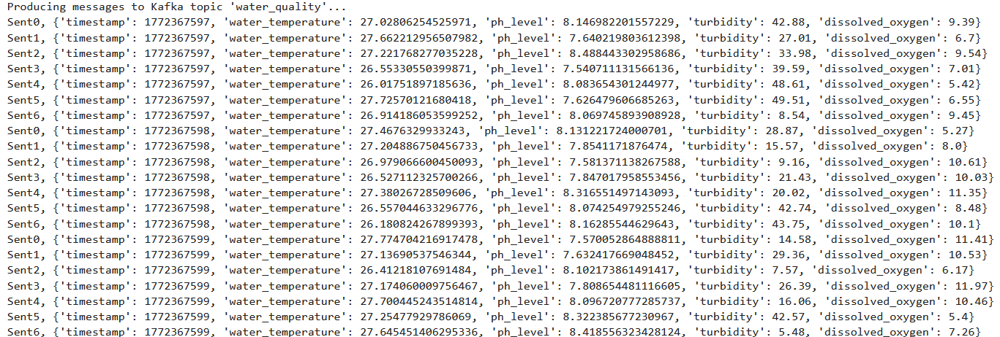 Producing messages to Kafka topic 'water_quality'...
Sent0, {'timestamp': 1772367597, 'water_temperature': 27.02806254525971, 'ph_level': 8.146982201557229, 'turbidity': 42.88, 'dissolved_oxygen': 9.39}
Sent1, {'timestamp': 1772367597, 'water_temperature': 27.662212956507982, 'ph_level': 7.640219803612398, 'turbidity': 27.01, 'dissolved_oxygen': 6.7}
Sent2, {'timestamp': 1772367597, 'water_temperature': 27.221768277035228, 'ph_level': 8.488443302958686, 'turbidity': 33.98, 'dissolved_oxygen': 9.54}
Sent3, {'timestamp': 1772367597, 'water_temperature': 26.55330550399871, 'ph_level': 7.540711131566136, 'turbidity': 39.59, 'dissolved_oxygen': 7.01}
Sent4, {'timestamp': 1772367597, 'water_temperature': 26.01751897185636, 'ph_level': 8.083654301244977, 'turbidity': 48.61, 'dissolved_oxygen': 5.42}
Sent5, {'timestamp': 1772367597, 'water_temperature': 27.72570121680418, 'ph_level': 7.626479606685263, 'turbidity': 49.51, 'dissolved_oxygen': 6.55}
Sent6, {'timestamp': 1772367597, 'water_temperature': 26.914186053599252, 'ph_level': 8.069745893908928, 'turbidity': 8.54, 'dissolved_oxygen': 9.45}
Sent0, {'timestamp': 1772367598, 'water_temperature': 27.4676329933243, 'ph_level': 8.131221724000701, 'turbidity': 28.87, 'dissolved_oxygen': 5.27}
Sent1, {'timestamp': 1772367598, 'water_temperature': 27.204886750456733, 'ph_level': 7.8541171876474, 'turbidity': 15.57, 'dissolved_oxygen': 8.0}
Sent2, {'timestamp': 1772367598, 'water_temperature': 26.979066600450093, 'ph_level': 7.581371138267588, 'turbidity': 9.16, 'dissolved_oxygen': 10.61}
Sent3, {'timestamp': 1772367598, 'water_temperature': 26.527112325700266, 'ph_level': 7.847017958553456, 'turbidity': 21.43, 'dissolved_oxygen': 10.03}
Sent4, {'timestamp': 1772367598, 'water_temperature': 27.38026728509606, 'ph_level': 8.316551497143093, 'turbidity': 20.02, 'dissolved_oxygen': 11.35}
Sent5, {'timestamp': 1772367598, 'water_temperature': 26.557044633296776, 'ph_level': 8.074254979255246, 'turbidity': 42.74, 'dissolved_oxygen': 8.48}
Sent6, {'timestamp': 1772367598, 'water_temperature': 26.180824267899393, 'ph_level': 8.16285544629643, 'turbidity': 43.75, 'dissolved_oxygen': 10.1}
Sent0, {'timestamp': 1772367599, 'water_temperature': 27.774704216917478, 'ph_level': 7.570052864888811, 'turbidity': 14.58, 'dissolved_oxygen': 11.41}
Sent1, {'timestamp': 1772367599, 'water_temperature': 27.13690537546344, 'ph_level': 7.632417669048452, 'turbidity': 29.36, 'dissolved_oxygen': 10.53}
Sent2, {'timestamp': 1772367599, 'water_temperature': 26.41218107691484, 'ph_level': 8.102173861491417, 'turbidity': 7.57, 'dissolved_oxygen': 6.17}
Sent3, {'timestamp': 1772367599, 'water_temperature': 27.174060009756467, 'ph_level': 7.808654481116605, 'turbidity': 26.39, 'dissolved_oxygen': 11.97}
Sent4, {'timestamp': 1772367599, 'water_temperature': 27.700445243514814, 'ph_level': 8.096720777285737, 'turbidity': 16.06, 'dissolved_oxygen': 10.46}
Sent5, {'timestamp': 1772367599, 'water_temperature': 27.25477929786069, 'ph_level': 8.322385677230967, 'turbidity': 42.57, 'dissolved_oxygen': 5.4}
Sent6, {'timestamp': 1772367599, 'water_temperature': 27.645451406295336, 'ph_level': 8.418556323428124, 'turbidity': 5.48, 'dissolved_oxygen': 7.26}